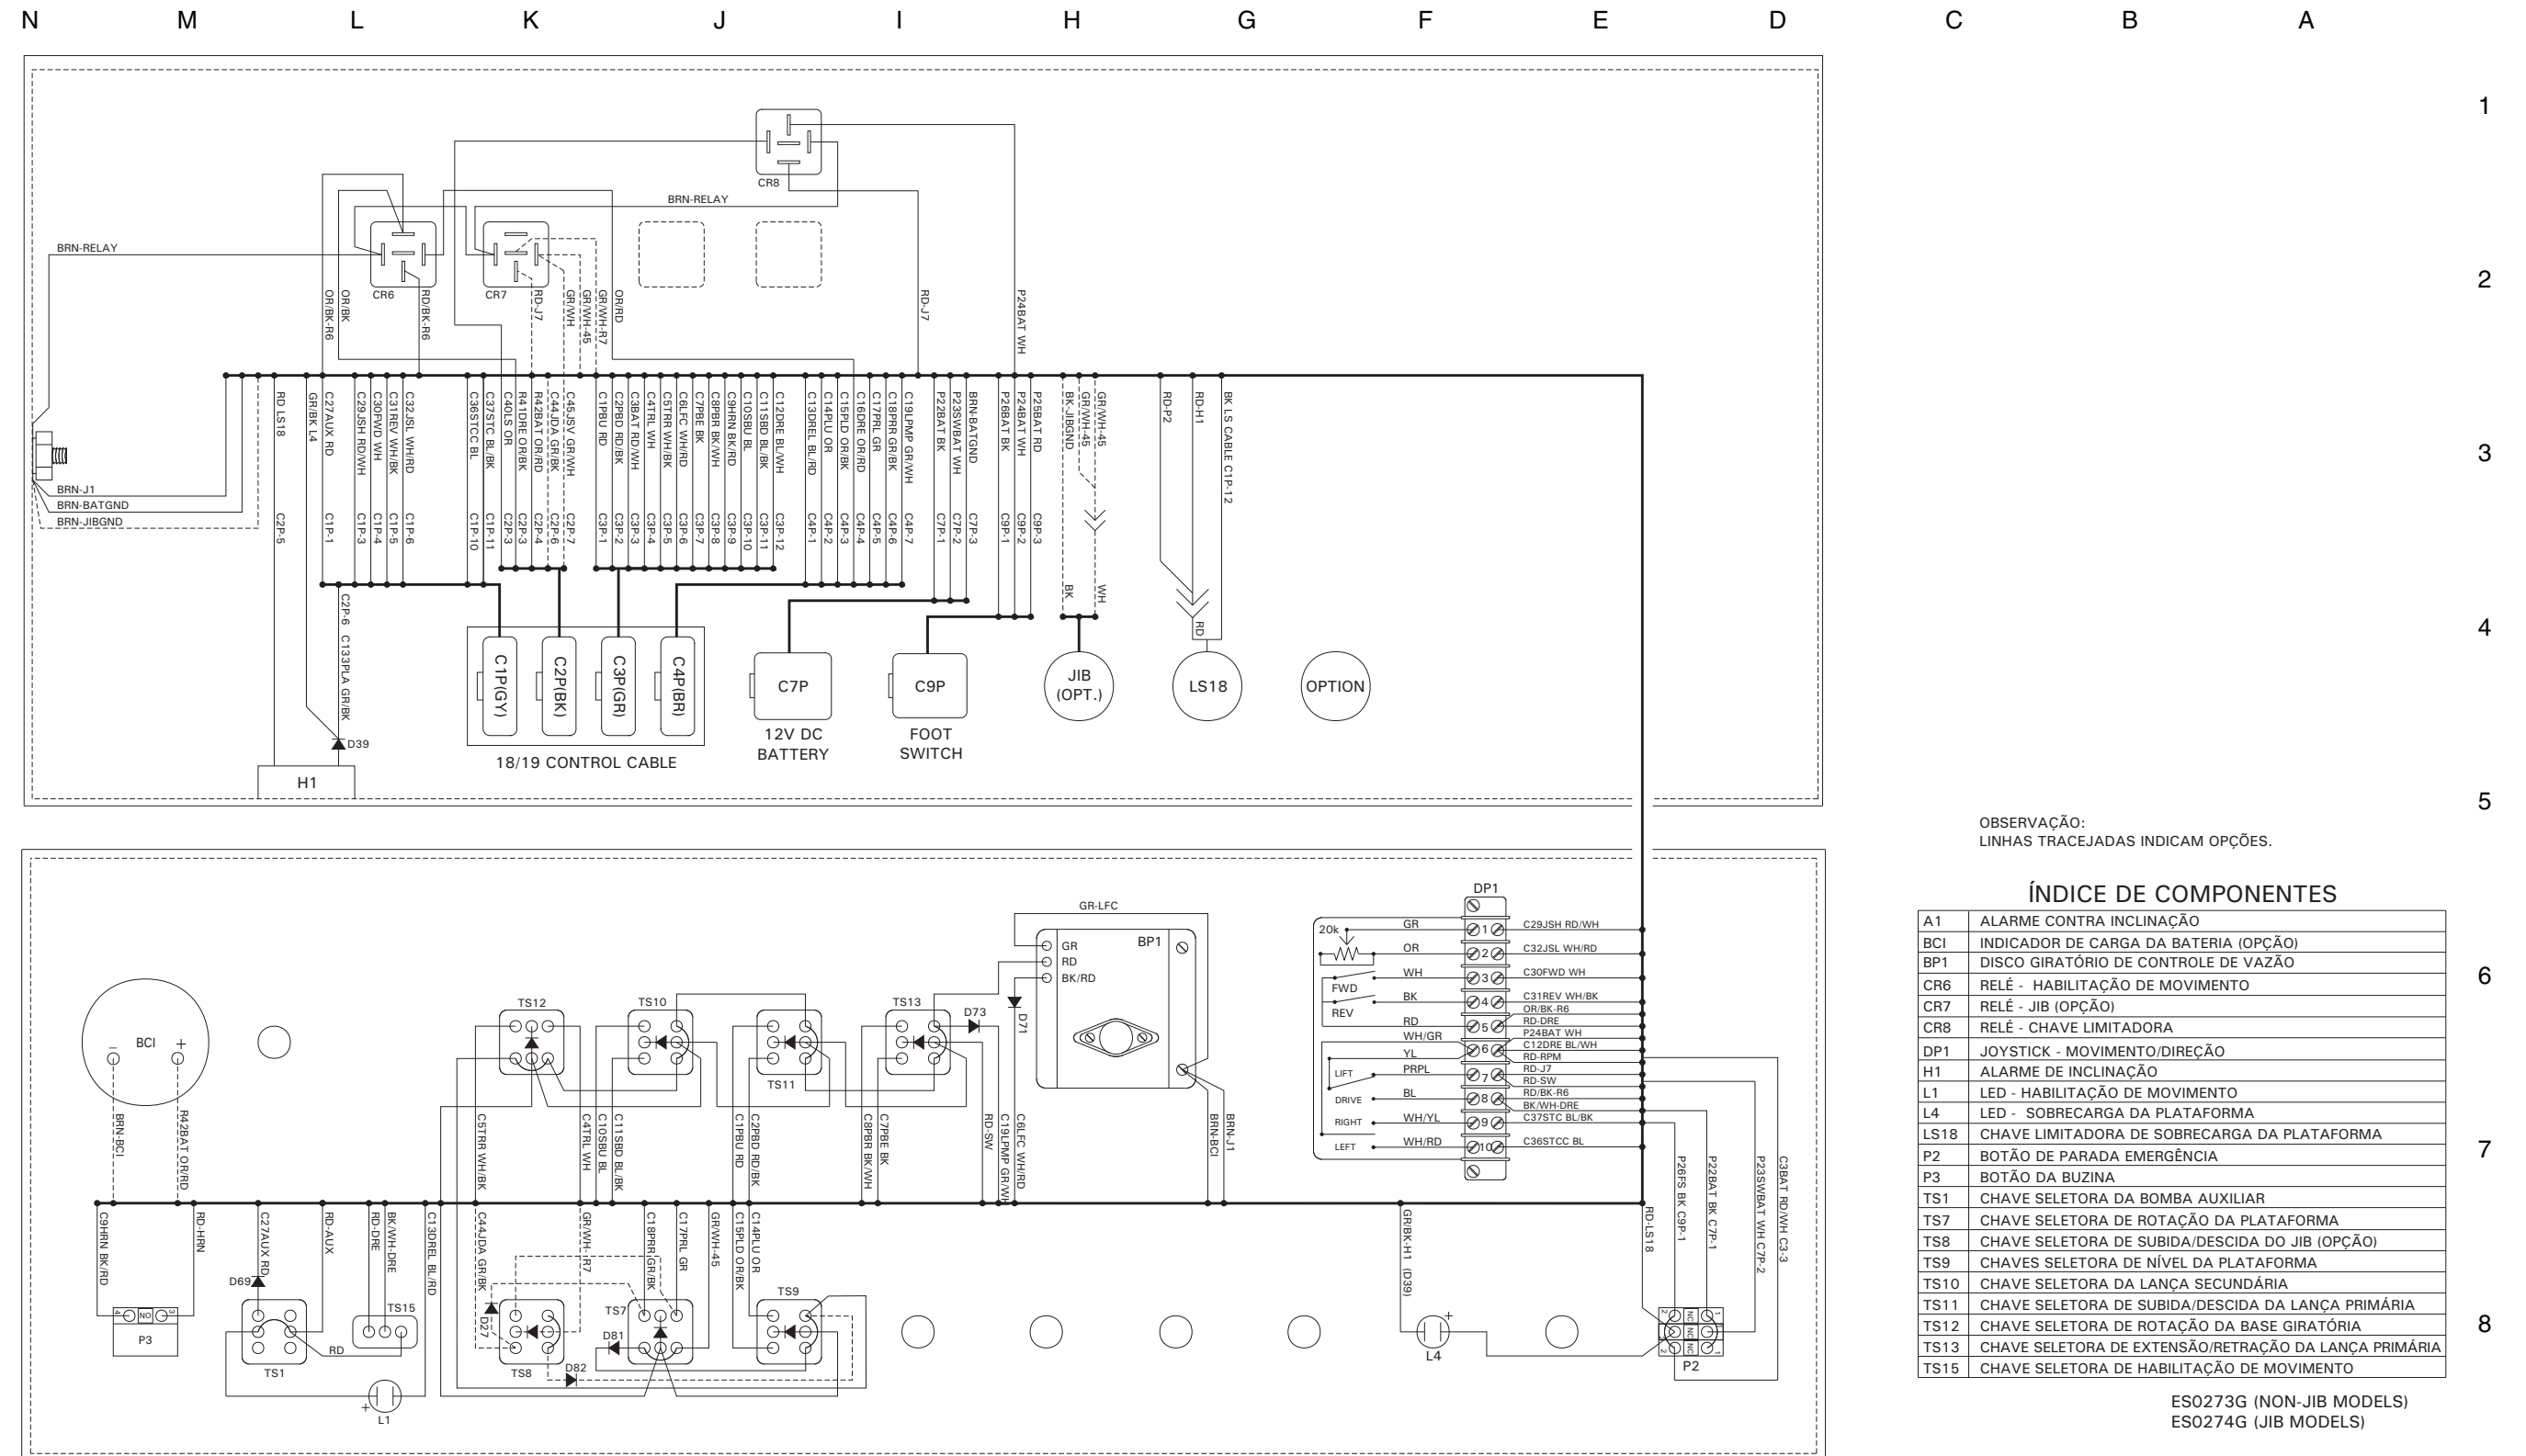 N M L K J I H G F E D C B A
1
2
3
4
5
6
7
8
CR8
BRN-RELAY
BRN-RELAY
CR6
CR7
OR/BK-R6
OR/BK
RD/BK-R6
RD-J7
GR/WH
GR/WH-45
GR/WH-R7
OR/RD
RD-J7
P24BAT WH
BRN-J1
BRN-BATGND
BRN-JIBGND
RD LS18 C2P-5
GR/BK L4
C27AUX RD C1P-1
C29JSH RD/WH C1P-3
C30FWD WH C1P-4
C31REV WH/BK C1P-5
C32JSL WH/RD C1P-6
C36STCC BL C1P-10
C37STC BL/BK C1P-11
C40LS OR C2P-3
R41DRE OR/BK C2P-3
R42BAT OR/RD C2P-4
C44JDA GR/BK C2P-6
C45JSV GR/WH C2P-7
C1PBU RD C3P-1
C2PBD RD/BK C3P-2
C3BAT RD/WH C3P-3
C4TRL WH C3P-4
C5TRR WH/BK C3P-5
C6LFC WH/RD C3P-6
C7PBE BK C3P-7
C8PBR BK/WH C3P-8
C9HRN BK/RD C3P-9
C10SBU BL C3P-10
C11SBD BL/BK C3P-11
C12DRE BL/WH C3P-12
C13DREL BL/RD C4P-1
C14PLU OR C4P-2
C15PLD OR/BK C4P-3
C16DRE OR/RD C4P-4
C17PRL GR C4P-5
C18PRR GR/BK C4P-6
C19LPMP GR/WH C4P-7
P22BAT BK C7P-1
P23SWBAT WH C7P-2
BRN-BATGND C7P-3
P26BAT BK C9P-1
P24BAT WH C9P-2
P25BAT RD C9P-3
BK-JIBGND
GR/WH-45
GR/WH-45
BK
WH
RD-P2
RD-H1
BK LS CABLE C1P-12
RD
C2P-6 C133PLA GR/BK
D39
H1
C1P(GY)
C2P(BK)
C3P(GR)
C4P(BR)
18/19 CONTROL CABLE
C7P
12V DC
BATTERY
C9P
FOOT
SWITCH
JIB
(OPT.)
LS18
OPTION
OBSERVAÇÃO:
LINHAS TRACEJADAS INDICAM OPÇÕES.
ÍNDICE DE COMPONENTES
A1 ALARME CONTRA INCLINAÇÃO
BCI INDICADOR DE CARGA DA BATERIA (OPÇÃO)
BP1 DISCO GIRATÓRIO DE CONTROLE DE VAZÃO
CR6 RELÉ - HABILITAÇÃO DE MOVIMENTO
CR7 RELÉ - JIB (OPÇÃO)
CR8 RELÉ - CHAVE LIMITADORA
DP1 JOYSTICK - MOVIMENTO/DIREÇÃO
H1 ALARME DE INCLINAÇÃO
L1 LED - HABILITAÇÃO DE MOVIMENTO
L4 LED - SOBRECARGA DA PLATAFORMA
LS18 CHAVE LIMITADORA DE SOBRECARGA DA PLATAFORMA
P2 BOTÃO DE PARADA EMERGÊNCIA
P3 BOTÃO DA BUZINA
TS1 CHAVE SELETORA DA BOMBA AUXILIAR
TS7 CHAVE SELETORA DE ROTAÇÃO DA PLATAFORMA
TS8 CHAVE SELETORA DE SUBIDA/DESCIDA DO JIB (OPÇÃO)
TS9 CHAVES SELETORA DE NÍVEL DA PLATAFORMA
TS10 CHAVE SELETORA DA LANÇA SECUNDÁRIA
TS11 CHAVE SELETORA DE SUBIDA/DESCIDA DA LANÇA PRIMÁRIA
TS12 CHAVE SELETORA DE ROTAÇÃO DA BASE GIRATÓRIA
TS13 CHAVE SELETORA DE EXTENSÃO/RETRAÇÃO DA LANÇA PRIMÁRIA
TS15 CHAVE SELETORA DE HABILITAÇÃO DE MOVIMENTO
ES0273G (NON-JIB MODELS)
ES0274G (JIB MODELS)
BCI
− +
BRN-BCI
R42BAT OR/RD
TS12
TS10
TS11
TS13
D73
D71
GR-LFC
GR
RD
BK/RD
BP1
C5TRR WH/BK
C4TRL WH
C10SBU BL
C11SBD BL/BK
C1PBU RD
C2PBD RD/BK
C8PBR BK/WH
C7PBE BK
RD-SW
C19LPMP GR/WH
C6LFC WH/RD
BRN-BCI
BRN-J1
DP1
20k
FWD
REV
LIFT
DRIVE
RIGHT
LEFT
GR 1 C29JSH RD/WH
OR 2 C32JSL WH/RD
WH 3 C30FWD WH
BK 4 C31REV WH/BK
OR/BK-R6
RD 5 RD-DRE
WH/GR P24BAT WH
6 C12DRE BL/WH
YL RD-RPM
PRPL 7 RD-J7
RD-SW
BL 8 RD/BK-R6
BK/WH-DRE
WH/YL 9 C37STC BL/BK
WH/RD 10 C36STCC BL
P26FS BK C9P-1
P22BAT BK C7P-1
P23SWBAT WH C7P-2
C3BAT RD/WH C3-3
RD-LS18
C9HRN BK/RD
RD-HRN
C27AUX RD
RD-AUX
RD-DRE
BK/WH-DRE
C13DREL BL/RD
C44JDA GR/BK
GR/WH-R7
C18PRR GR/BK
C17PRL GR
GR/WH-45
C15PLD OR/BK
C14PLU OR
GR/BK-H1 (D39)
4 NO 3
P3
D69
TS1
RD
TS15
+
L1
D27
TS8
D82
TS7
D81
TS9
+
L4
2 NC 1
NC
2 NC 1
P2